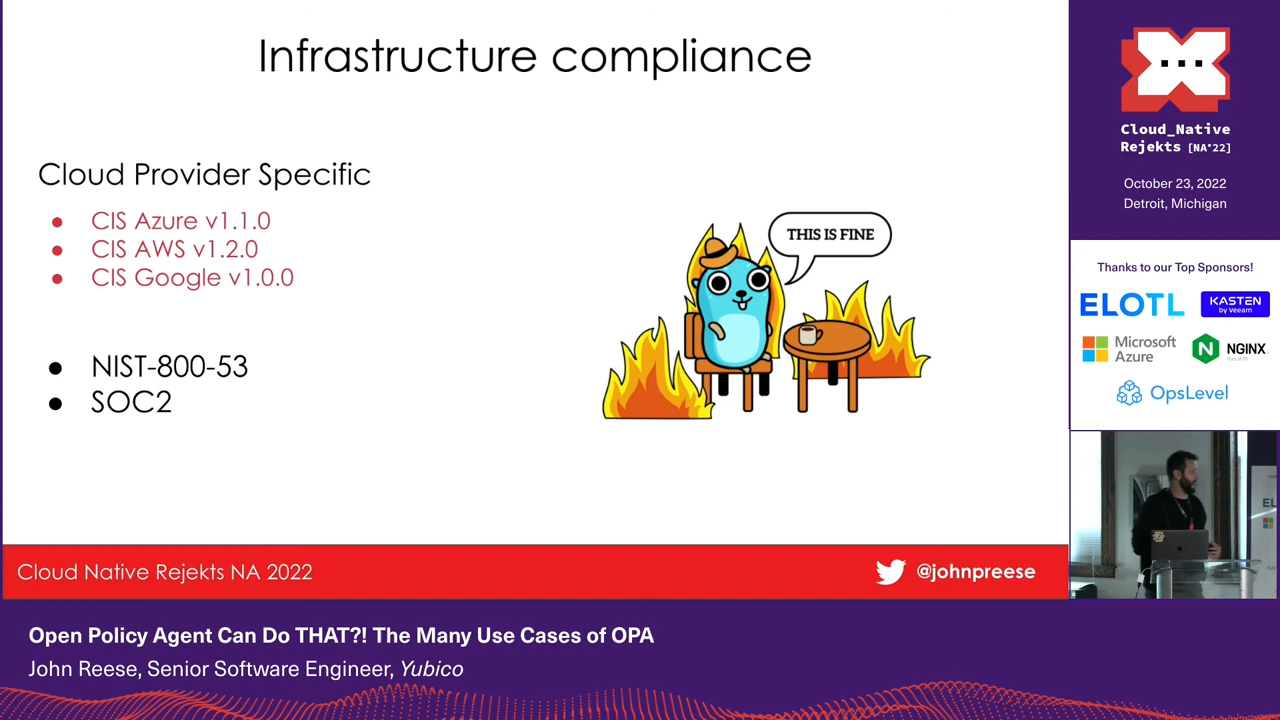 Infrastructure compliance
Cloud Provider Specific
● CIS Azure v1.1.0
● CIS AWS v1.2.0
● CIS Google v1.0.0
● NIST-800-53
● SOC2
THIS IS FINE
Cloud Native Rejekts NA 2022
@johnpreese
Cloud_Native
Rejekts [NA'22]
October 23, 2022
Detroit, Michigan
Thanks to our Top Sponsors!
ELOTL
KASTEN
by Veeam
Microsoft
Azure
NGINX
Part of F5
OpsLevel
Open Policy Agent Can Do THAT?! The Many Use Cases of OPA
John Reese, Senior Software Engineer, Yubico